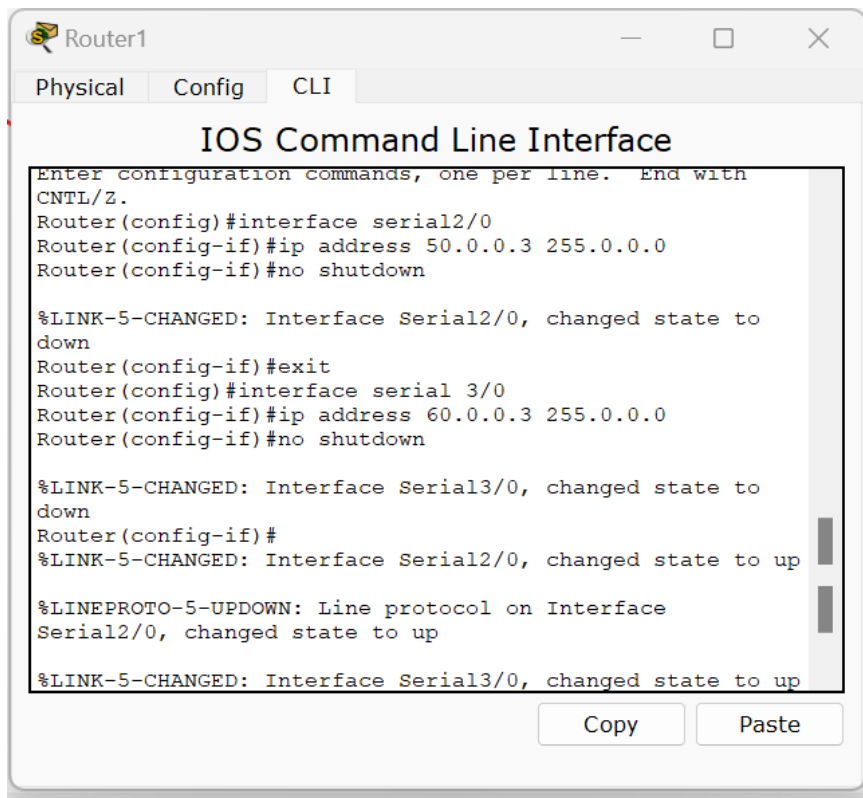 Router1
Physical Config CLI
IOS Command Line Interface
Enter configuration commands, one per line.  End with
CNTL/Z.
Router(config)#interface serial2/0
Router(config-if)#ip address 50.0.0.3 255.0.0.0
Router(config-if)#no shutdown
%LINK-5-CHANGED: Interface Serial2/0, changed state to
down
Router(config-if)#exit
Router(config)#interface serial 3/0
Router(config-if)#ip address 60.0.0.3 255.0.0.0
Router(config-if)#no shutdown
%LINK-5-CHANGED: Interface Serial3/0, changed state to
down
Router(config-if)#
%LINK-5-CHANGED: Interface Serial2/0, changed state to up
%LINEPROTO-5-UPDOWN: Line protocol on Interface
Serial2/0, changed state to up
%LINK-5-CHANGED: Interface Serial3/0, changed state to up
Copy Paste